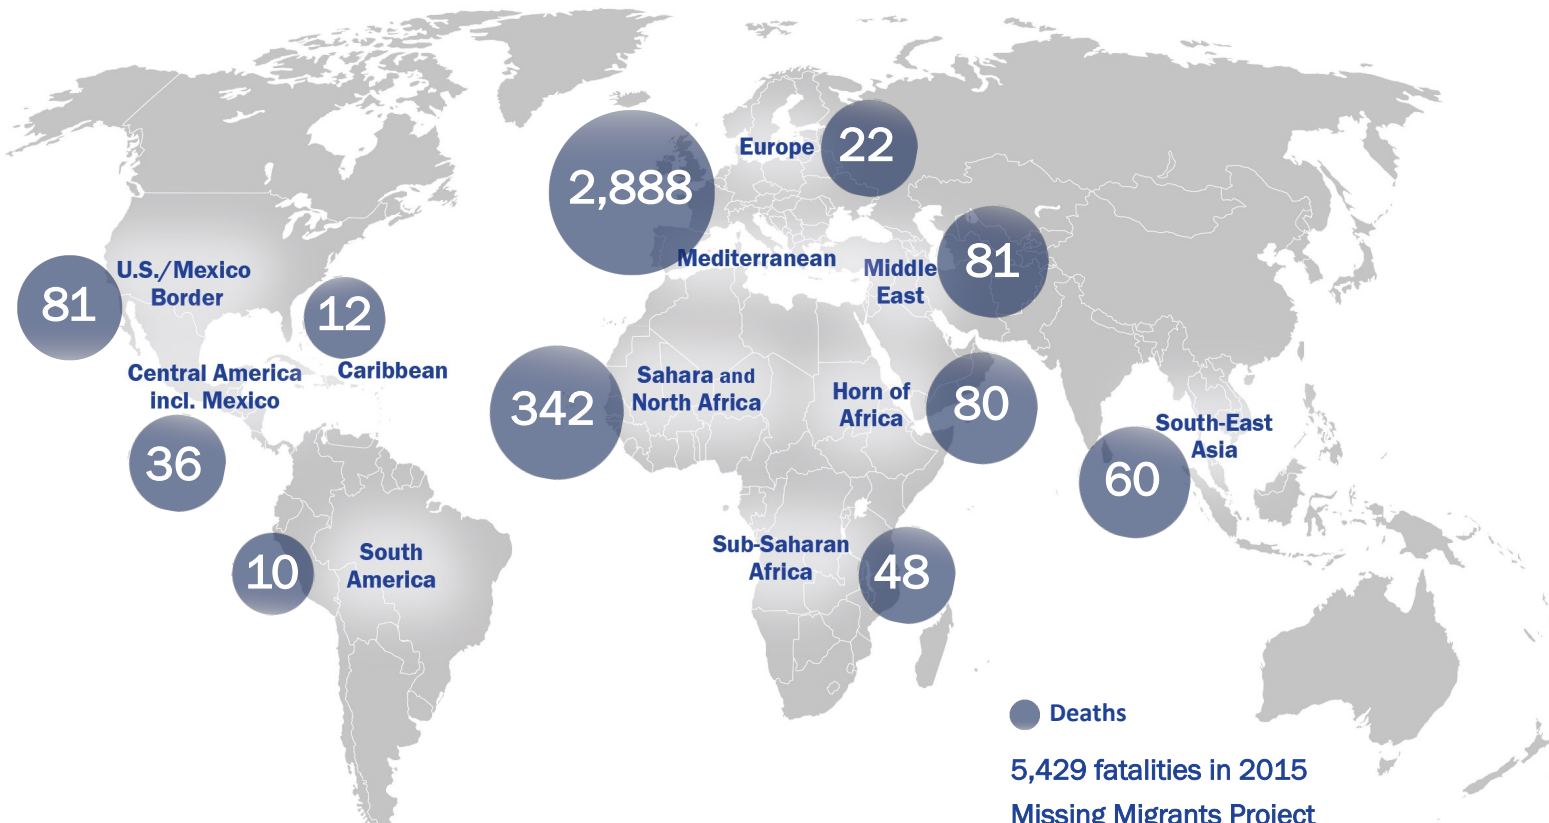 2,888
Europe
22
Mediterranean
Middle
East
81
U.S./Mexico
Border
81
12
Caribbean
Central America
incl. Mexico
36
342
Sahara and
North Africa
Horn of
Africa
80
South-East
Asia
60
10
South
America
Sub-Saharan
Africa
48
Deaths
5,429 fatalities in 2015
Missing Migrants Project